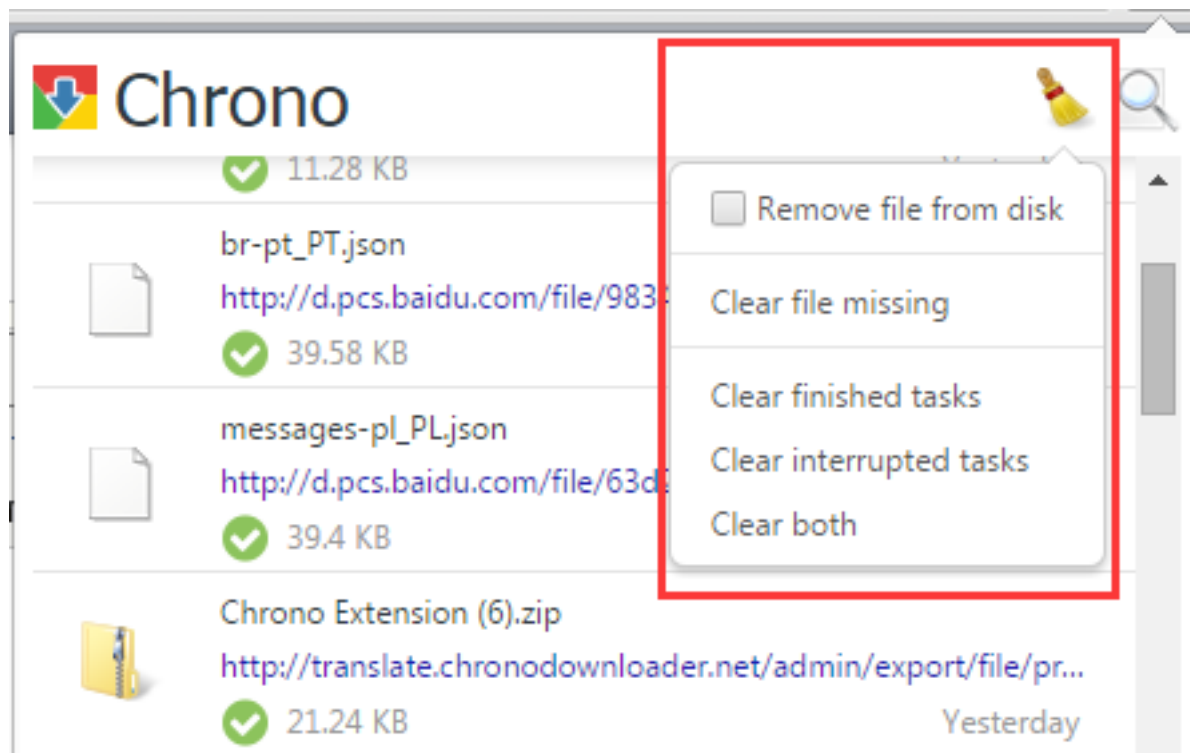 Chrono
11.28 KB
Remove file from disk
br-pt_PT.json
http://d.pcs.baidu.com/file/983
Clear file missing
39.58 KB
Clear finished tasks
messages-pl_PL.json
Clear interrupted tasks
http://d.pcs.baidu.com/file/63d
Clear both
39.4 KB
Chrono Extension (6).zip
http://translate.chronodownloader.net/admin/export/file/pr...
21.24 KB Yesterday